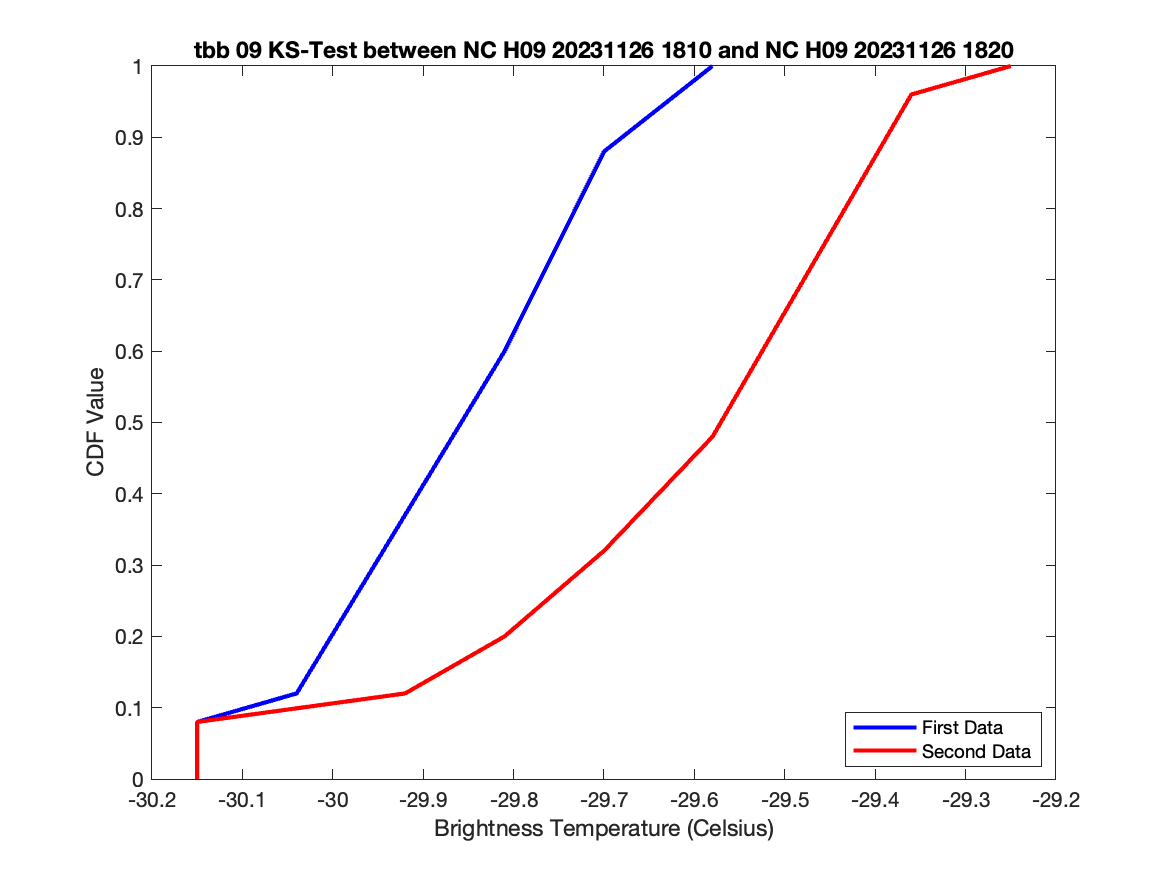 tbb 09 KS-Test between NC H09 20231126 1810 and NC H09 20231126 1820
1
0.9
0.8
0.7
0.6
0.5
0.4
0.3
0.2
0.1
0
CDF Value
First Data
Second Data
-30.2 -30.1 -30 -29.9 -29.8 -29.7 -29.6 -29.5 -29.4 -29.3 -29.2
Brightness Temperature (Celsius)